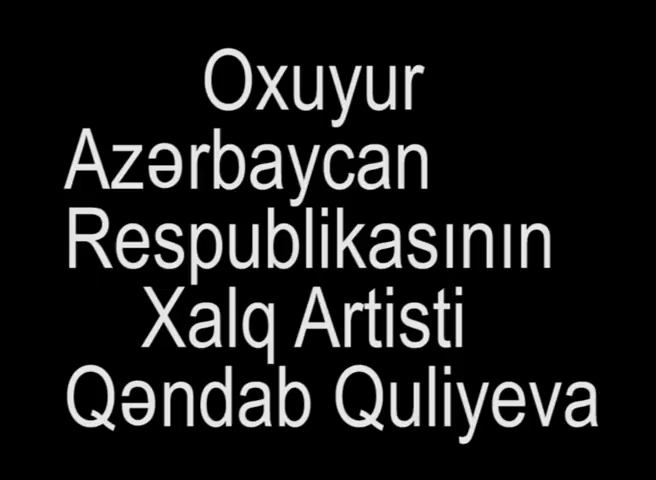 Oxuyur
Azərbaycan
Respublikasının
Xalq Artisti
Qəndab Quliyeva